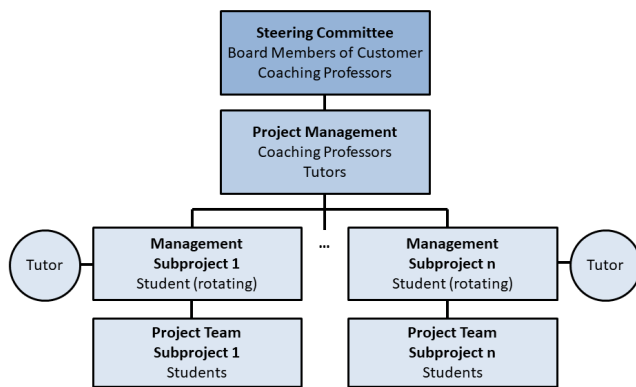 Steering Committee
Board Members of Customer
Coaching Professors
Project Management
Coaching Professors
Tutors
Tutor
Management
Subproject 1
Student (rotating)
...
Management
Subproject n
Student (rotating)
Tutor
Project Team
Subproject 1
Students
Project Team
Subproject n
Students